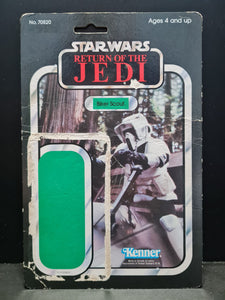 No. 70820
Ages 4 and up
STAR WARS
RETURN OF THE
JEDI
Biker Scout
Kenner